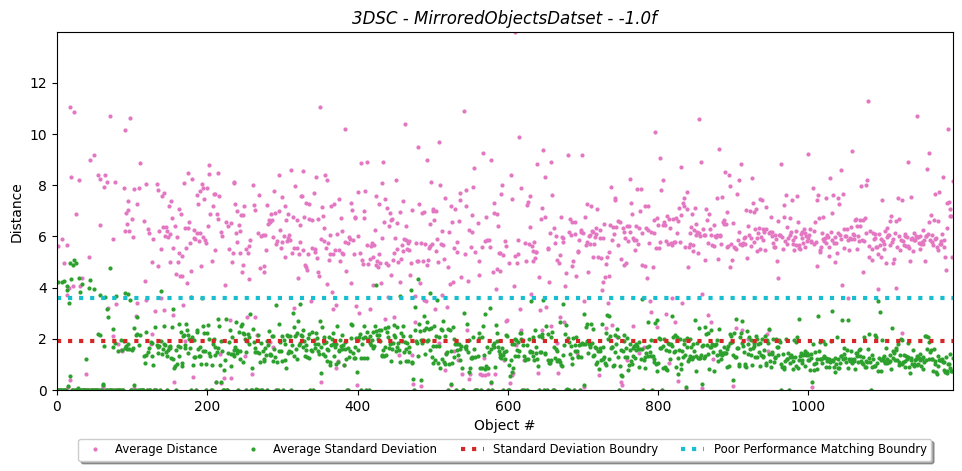 3DSC - MirroredObjectsDatset - -1.0f
Distance
12
10
8
6
4
2
0
0 200 400 600 800 1000
Object #
Average Distance Average Standard Deviation Standard Deviation Boundry Poor Performance Matching Boundry